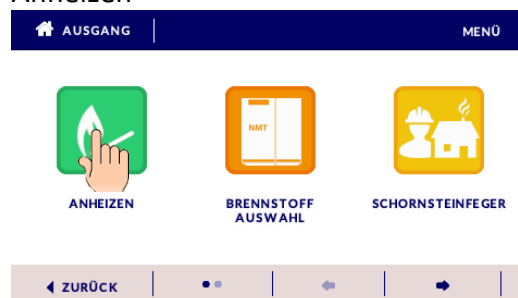 Anheizen
AUSGANG
MENÜ
NMT
ANHEIZEN
BRENNSTOFF
AUSWAHL
SCHORNSTEINFEGER
ZURÜCK